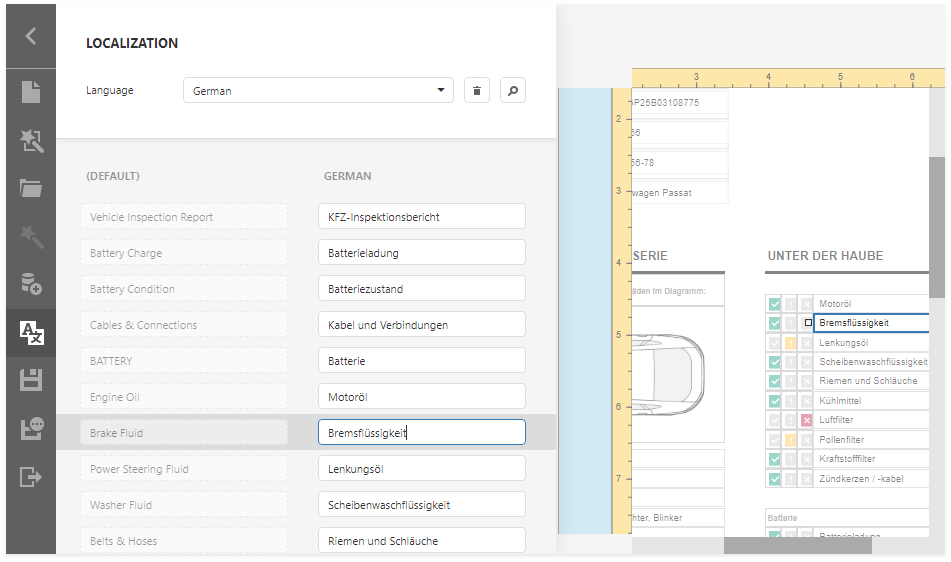 LOCALIZATION
Language
German
(DEFAULT)
GERMAN
Vehicle Inspection Report
KFZ-Inspektionsbericht
Battery Charge
Batterieladung
Battery Condition
Batteriezustand
Cables & Connections
Kabel und Verbindungen
BATTERY
Batterie
Engine Oil
Motoröl
Brake Fluid
Bremsflüssigkeit
Power Steering Fluid
Lenkungsöl
Washer Fluid
Scheibenwaschflüssigkeit
Belts & Hoses
Riemen und Schläuche
3 4 5 6
2
3
4
5
6
7
P25B03108775
56
56-78
wagen Passat
SERIE
äden im Diagramm:
hter, Blinker
UNTER DER HAUBE
Motoröl
Bremsflüssigkeit
Lenkungsöl
Scheibenwaschflüssigkeit
Riemen und Schläuche
Kühlmittel
Luftfilter
Pollenfilter
Kraftstofffilter
Zündkerzen / -kabel
Batterie
Batterieladung